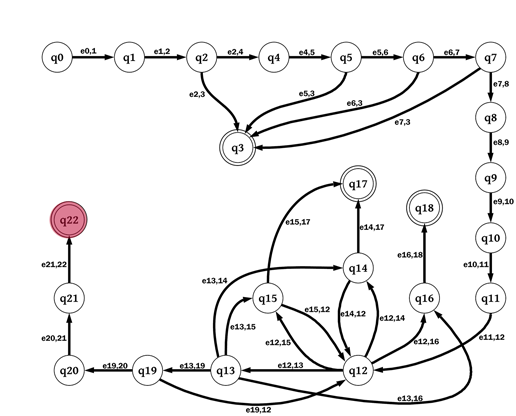 q0 e0,1 q1 e1,2 q2 e2,4 q4 e4,5 q5 e5,6 q6 e6,7 q7
e7,8
e2,3 e5,3 e6,3
q8
e7,3
q3
e8,9
q9
q17
e9,10
q18
q22
e15,17 e14,17
q10
e16,18
e21,22
e10,11
q14
e13,14
q21 q15 q16 q11
e15,12 e14,12 e12,14
e13,15
e20,21
e11,12
e12,15 e12,16
q20 e19,20 q19 e13,19 q13 e12,13 q12
e13,16
e19,12